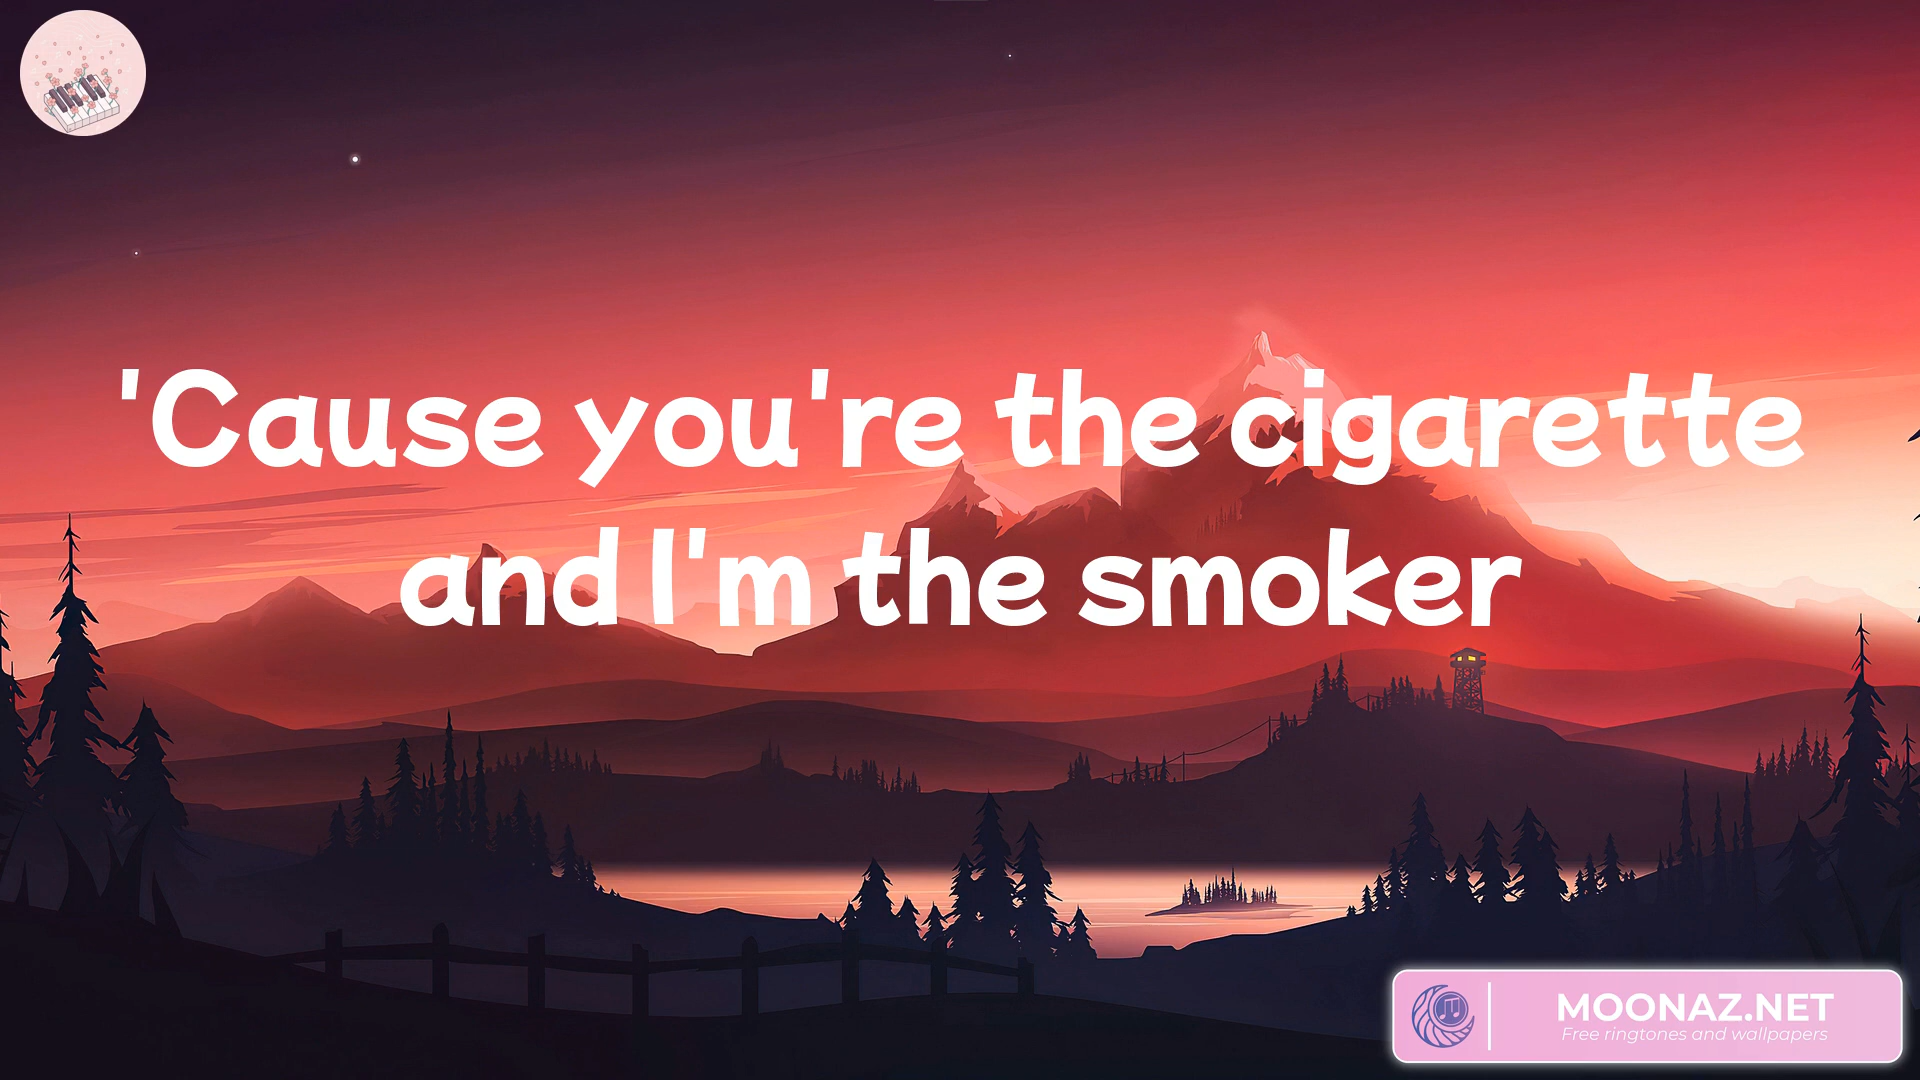 'Cause you're the cigarette
and I'm the smoker
MOONAZ.NET
Free ringtones and wallpapers